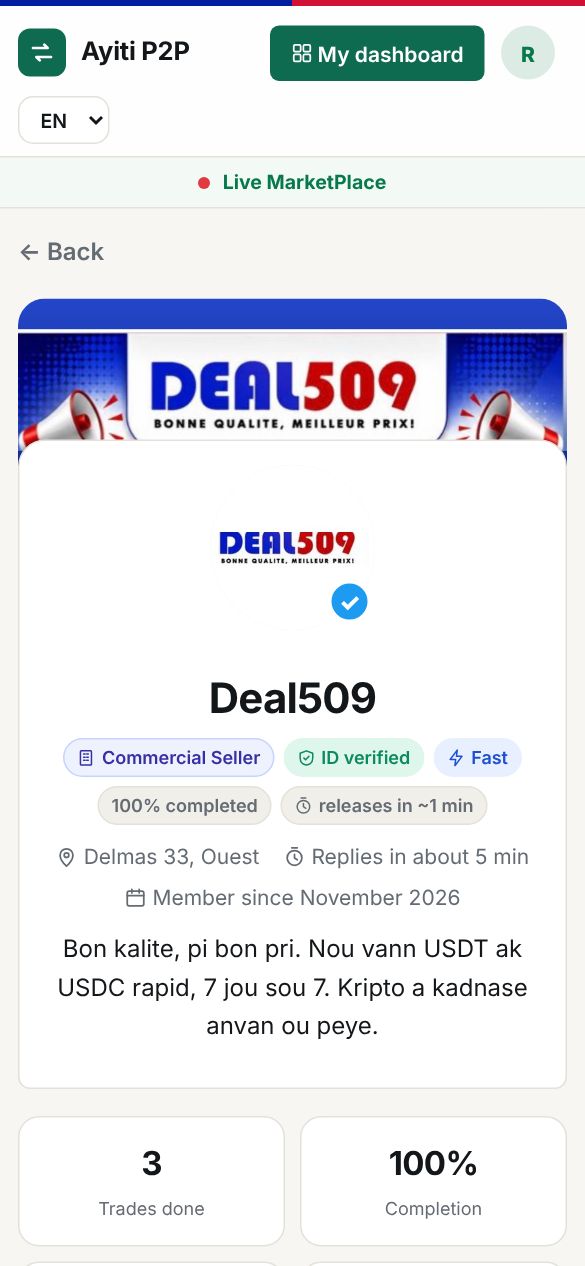 Ayiti P2P
My dashboard
R
EN
Live MarketPlace
← Back
DEAL509
BONNE QUALITE, MEILLEUR PRIX!
DEAL509
BONNE QUALITE, MEILLEUR PRIX!
Deal509
Commercial Seller
ID verified
Fast
100% completed
releases in ~1 min
Delmas 33, Ouest
Replies in about 5 min
Member since November 2026
Bon kalite, pi bon pri. Nou vann USDT ak
USDC rapid, 7 jou sou 7. Kripto a kadnase
anvan ou peye.
3
Trades done
100%
Completion